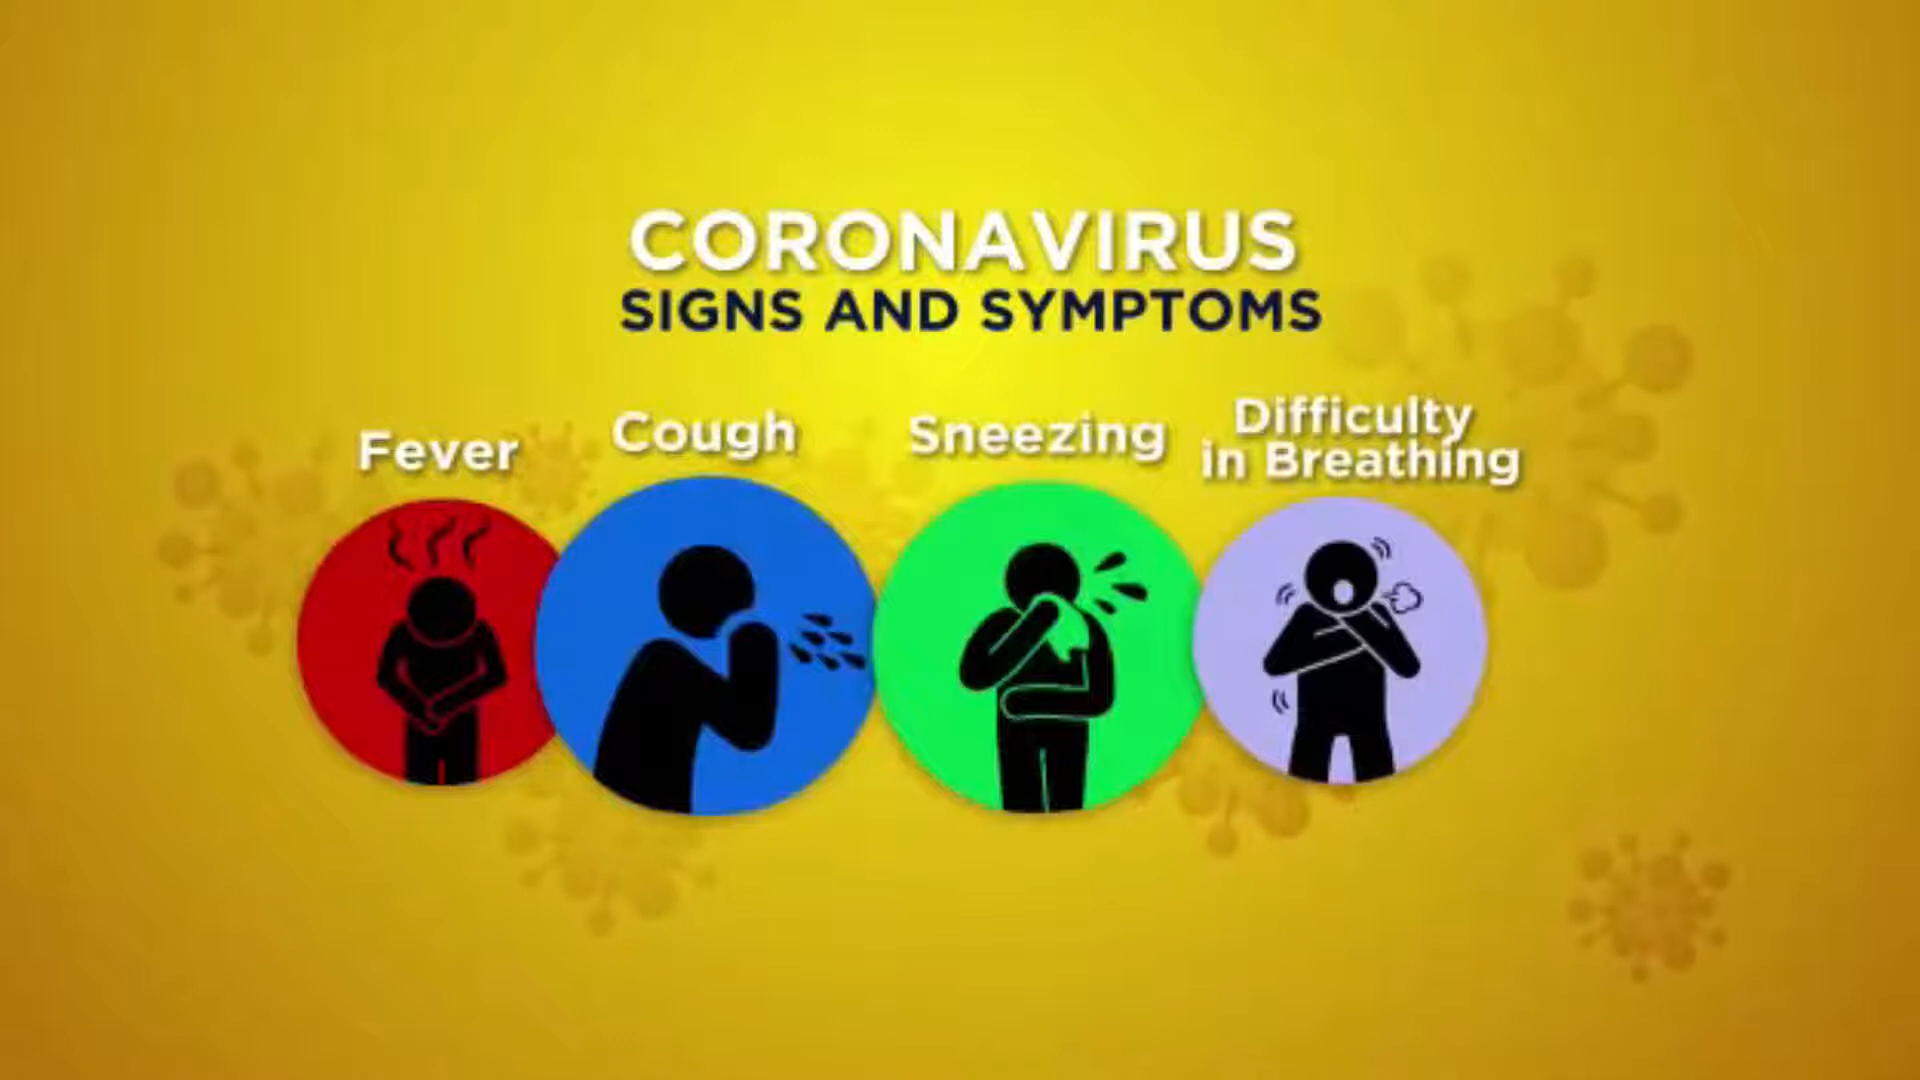 CORONAVIRUS
SIGNS AND SYMPTOMS
Fever
Cough
Sneezing
Difficulty
in Breathing